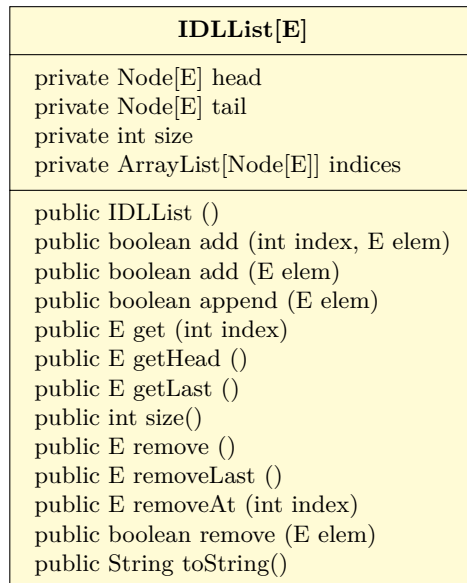 IDLList[E]
private Node[E] head
private Node[E] tail
private int size
private ArrayList[Node[E]] indices
public IDLList ()
public boolean add (int index, E elem)
public boolean add (E elem)
public boolean append (E elem)
public E get (int index)
public E getHead ()
public E getLast ()
public int size()
public E remove ()
public E removeLast ()
public E removeAt (int index)
public boolean remove (E elem)
public String toString()